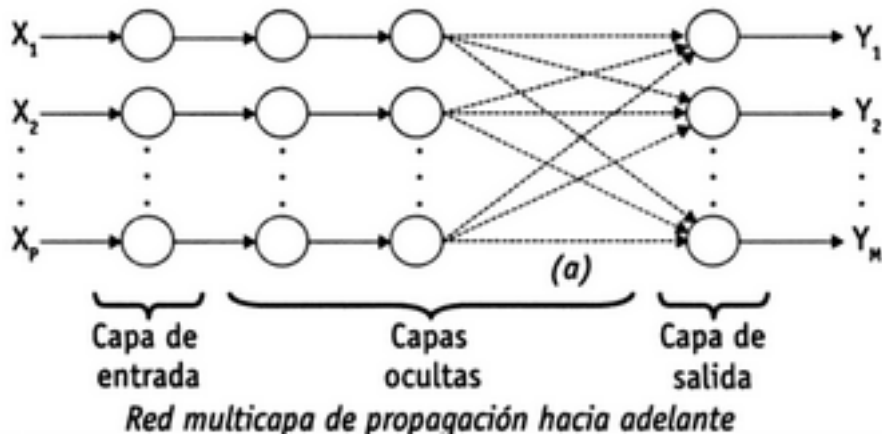 X1 Y1
X2 Y2
XP YM
(a)
Capa de entrada
Capas ocultas
Capa de salida
Red multicapa de propagación hacia adelante